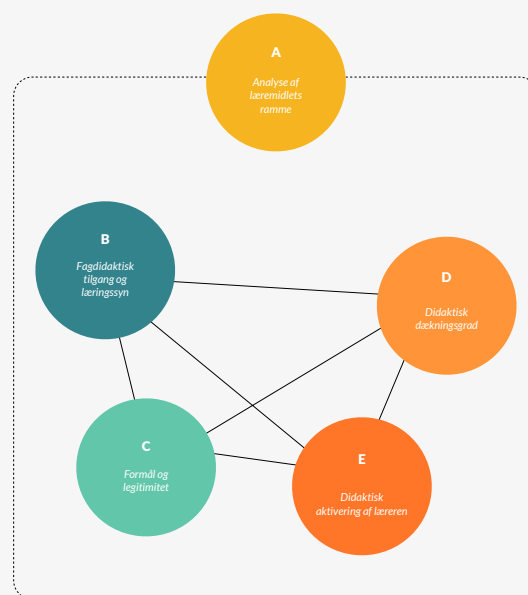 A
Analyse af
læremidlets
ramme
B
Fagdidaktisk
tilgang og
læringssyn
D
Didaktisk
dækningsgrad
C
Formål og
legitimitet
E
Didaktisk
aktivering af læreren